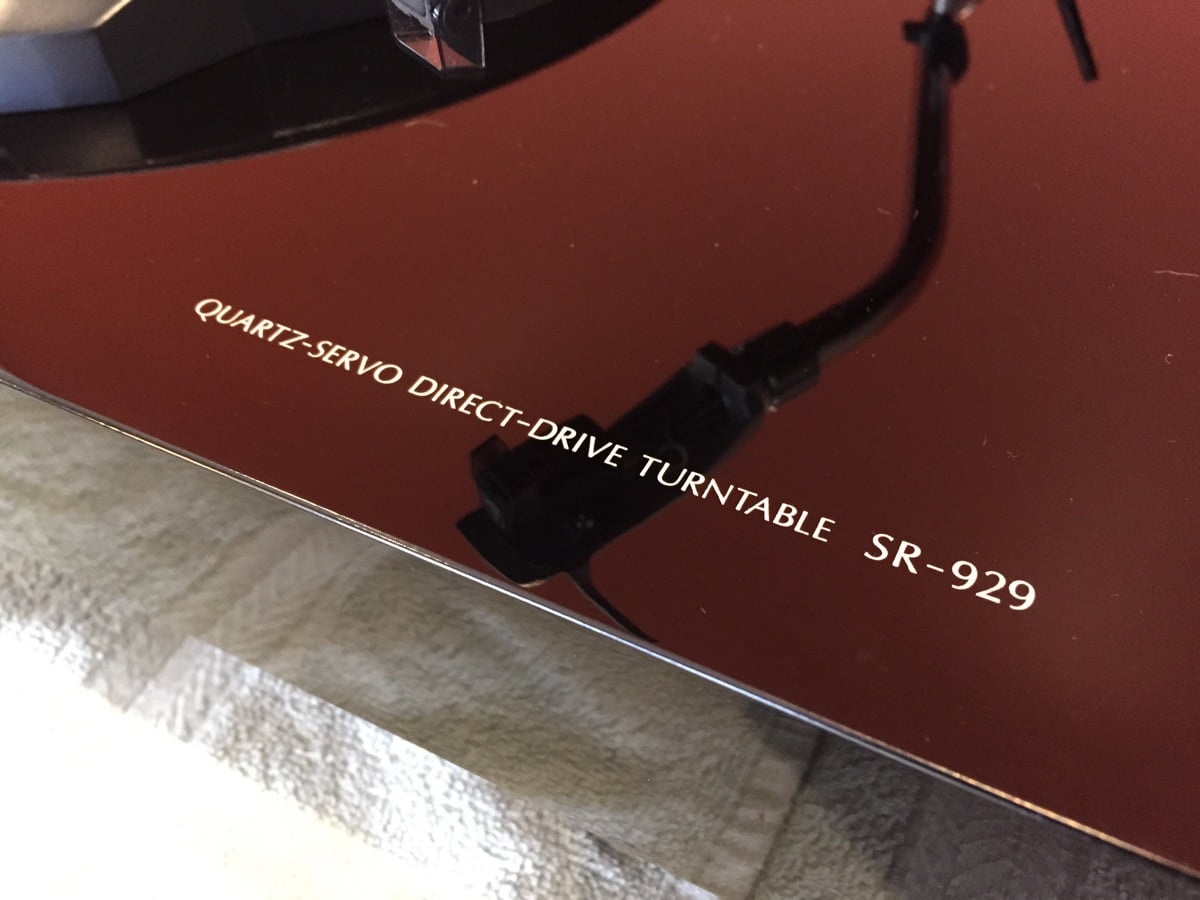 QUARTZ-SERVO DIRECT-DRIVE TURNTABLE SR-929